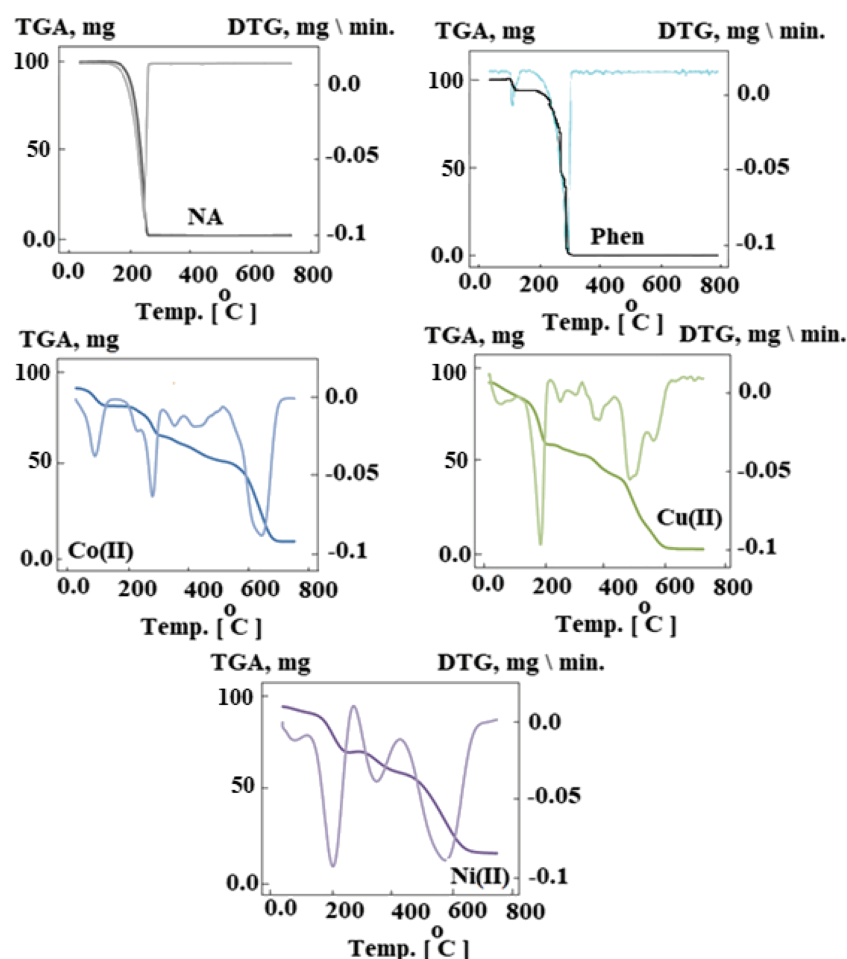 TGA, mg DTG, mg \ min.
100 0.0
50 -0.05
0.0 -0.1
NA
0.0 200 400 600 800
Temp. [ °C ]
TGA, mg DTG, mg \ min.
100 0.0
50 -0.05
0.0 -0.1
Phen
0.0 200 400 600 800
Temp. [ °C ]
TGA, mg
100 0.0
50 -0.05
0.0 -0.1
Co(II)
0.0 200 400 600 800
Temp. [ °C ]
TGA, mg DTG, mg \ min.
100 0.0
50 -0.05
0.0 -0.1
Cu(II)
0.0 200 400 600 800
Temp. [ °C ]
TGA, mg DTG, mg \ min.
100 0.0
50 -0.05
0.0 -0.1
Ni(II)
0.0 200 400 600 800
Temp. [ °C ]